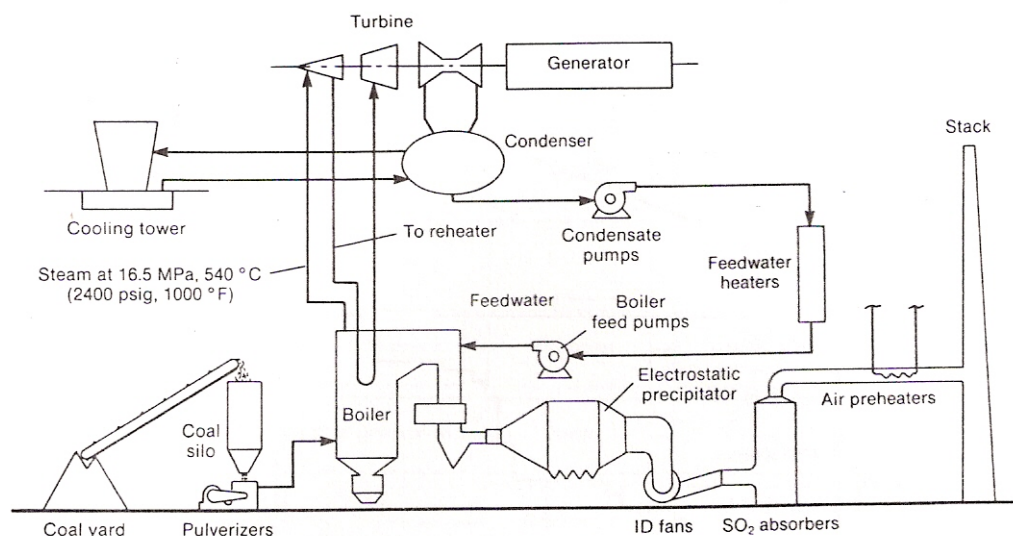 Turbine
Generator
Condenser
Stack
Cooling tower
To reheater
Condensate
pumps
Feedwater
heaters
Steam at 16.5 MPa, 540 °C
(2400 psig, 1000 °F)
Feedwater
Boiler
feed pumps
Electrostatic
precipitator
Air preheaters
Coal
silo
Boiler
Coal yard
Pulverizers
ID fans
SO₂ absorbers